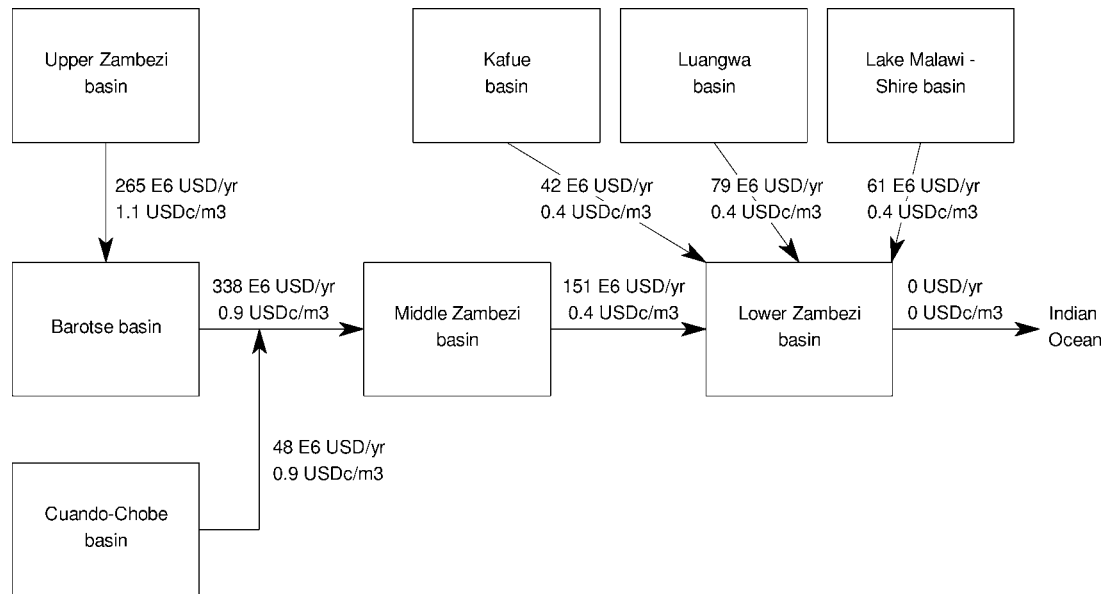 Upper Zambezi
basin
Kafue
basin
Luangwa
basin
Lake Malawi -
Shire basin
265 E6 USD/yr
1.1 USDc/m3
42 E6 USD/yr
0.4 USDc/m3
79 E6 USD/yr
0.4 USDc/m3
61 E6 USD/yr
0.4 USDc/m3
Barotse basin
338 E6 USD/yr
0.9 USDc/m3
Middle Zambezi
basin
151 E6 USD/yr
0.4 USDc/m3
Lower Zambezi
basin
0 USD/yr
0 USDc/m3
Indian
Ocean
48 E6 USD/yr
0.9 USDc/m3
Cuando-Chobe
basin